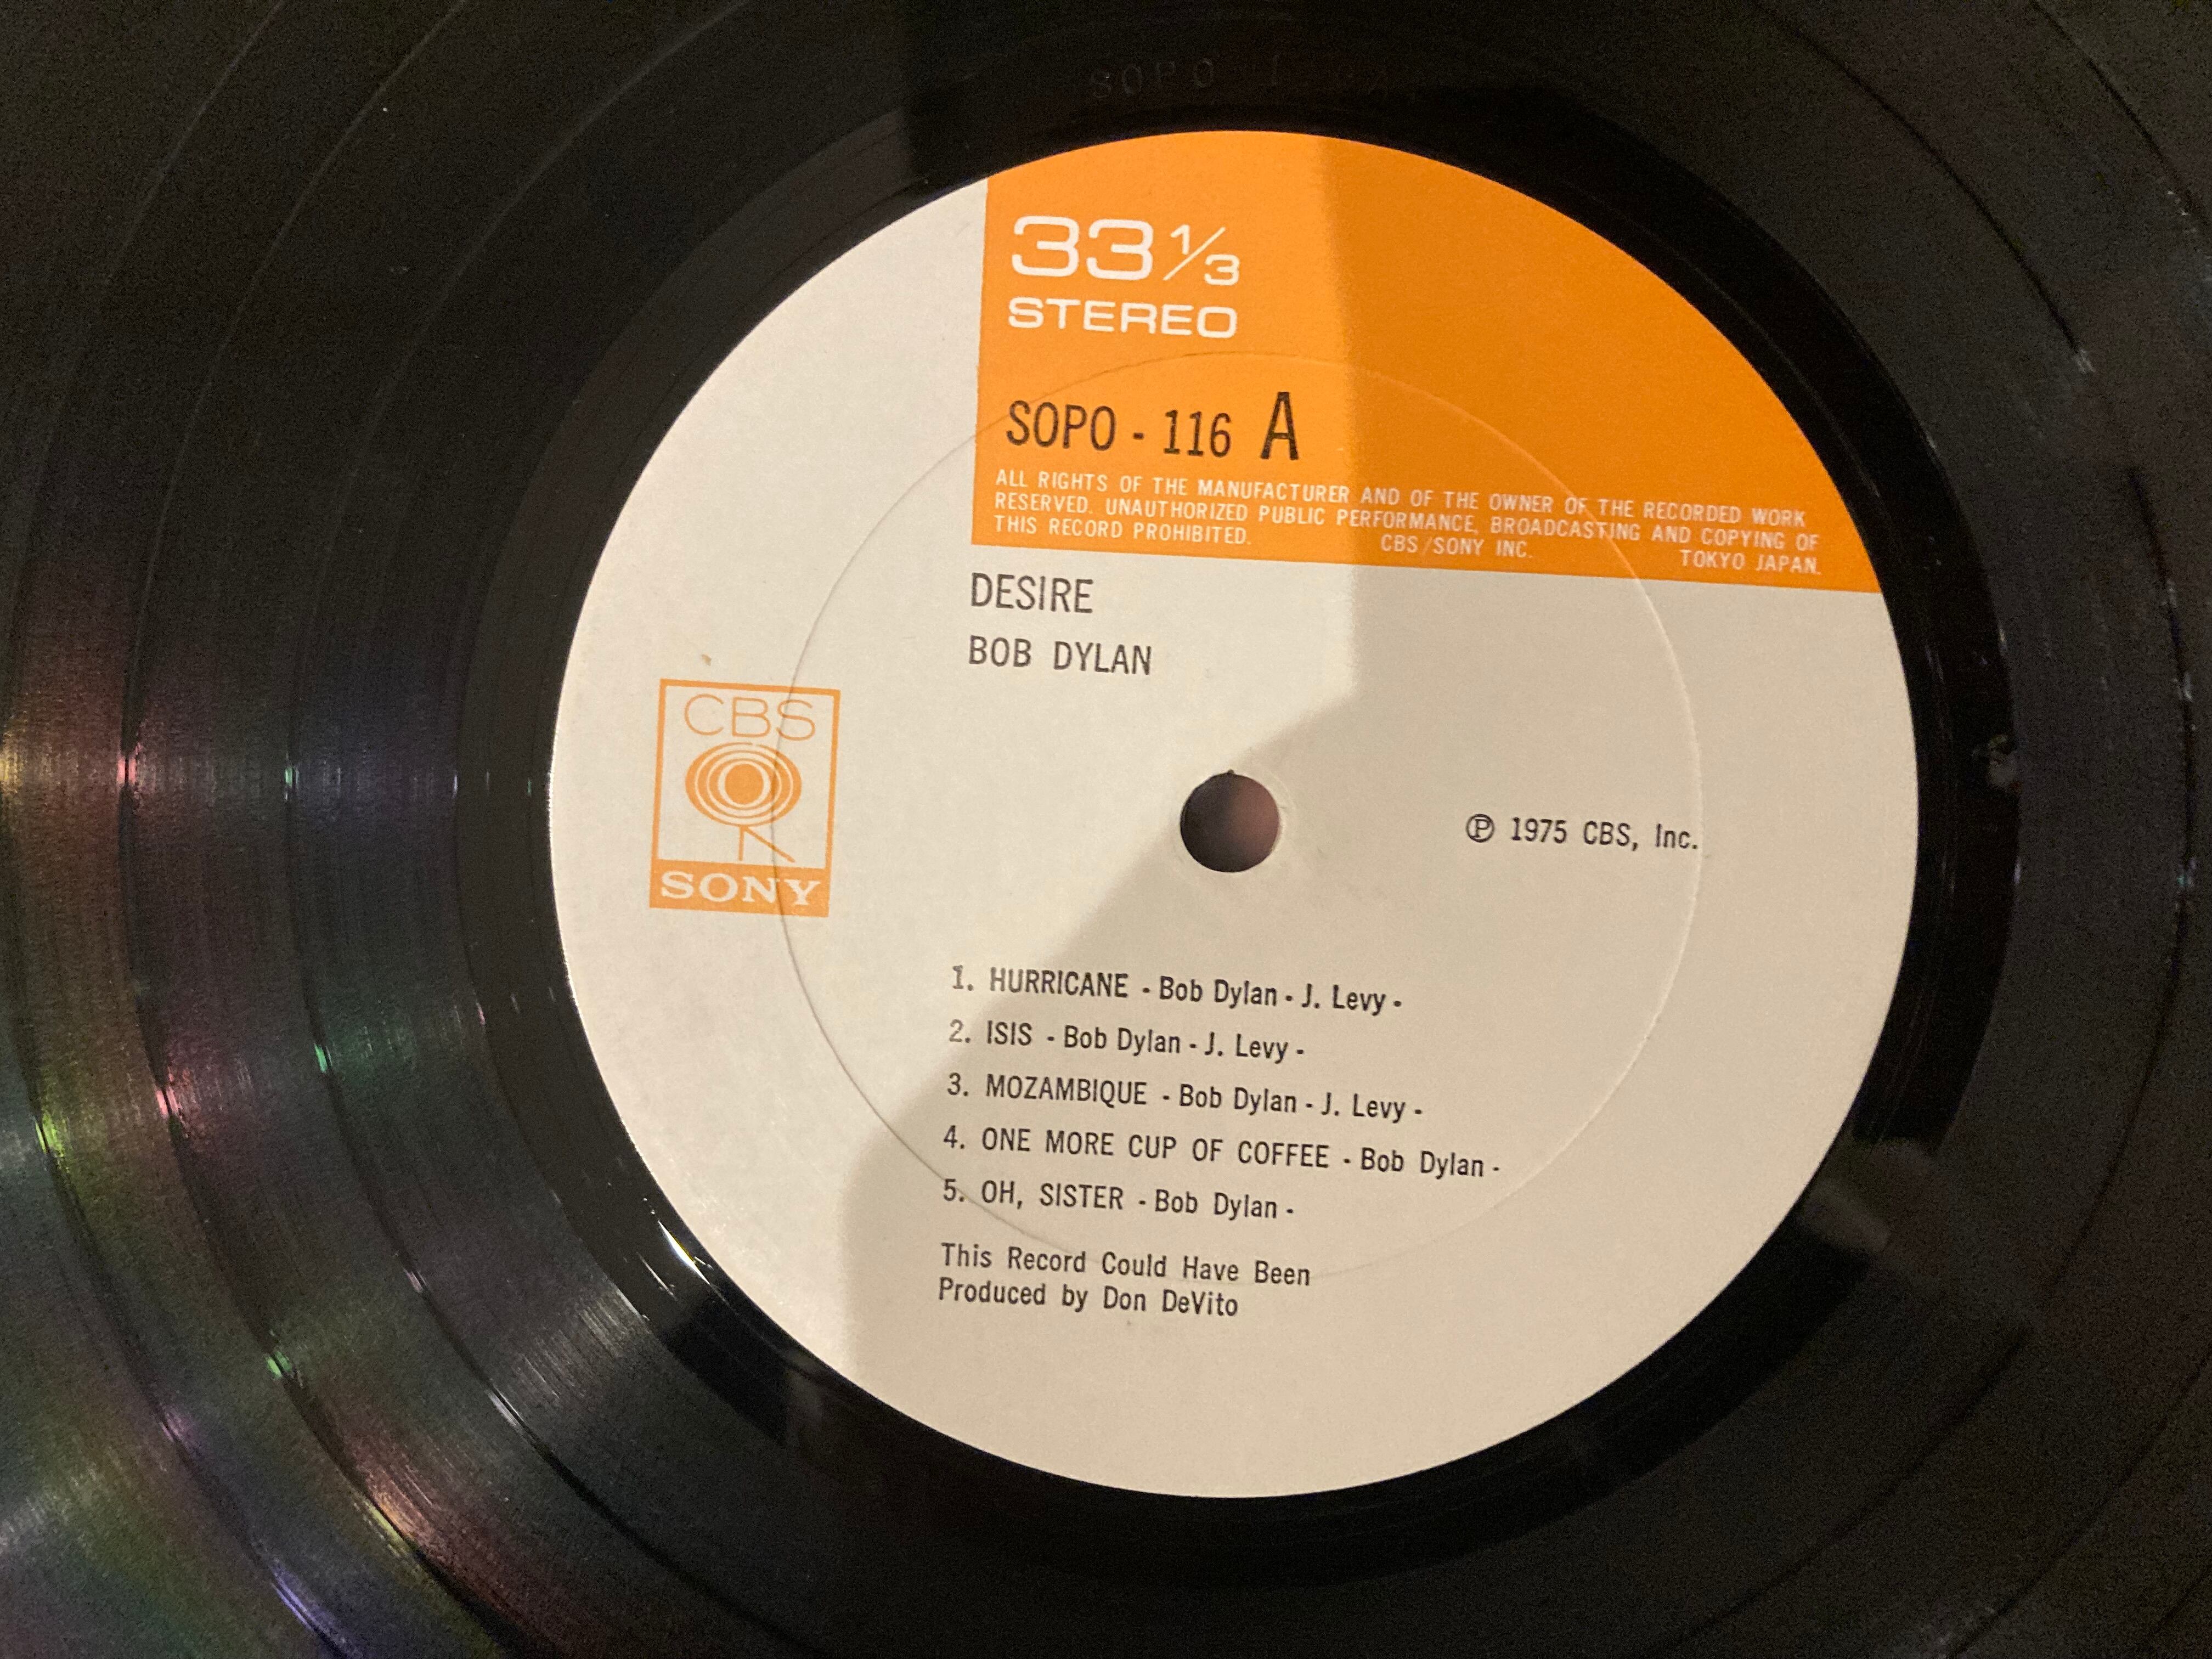 SOPO
33 1/3
STEREO
SOPO - 116 A
ALL RIGHTS OF THE MANUFACTURER AND OF THE OWNER OF THE RECORDED WORK
RESERVED. UNAUTHORIZED PUBLIC PERFORMANCE, BROADCASTING AND COPYING OF
THIS RECORD PROHIBITED. CBS/SONY INC. TOKYO JAPAN.
DESIRE
BOB DYLAN
CBS
SONY
℗ 1975 CBS, Inc.
1. HURRICANE - Bob Dylan - J. Levy -
2. ISIS - Bob Dylan - J. Levy -
3. MOZAMBIQUE - Bob Dylan - J. Levy -
4. ONE MORE CUP OF COFFEE - Bob Dylan -
5. OH, SISTER - Bob Dylan -
This Record Could Have Been
Produced by Don DeVito